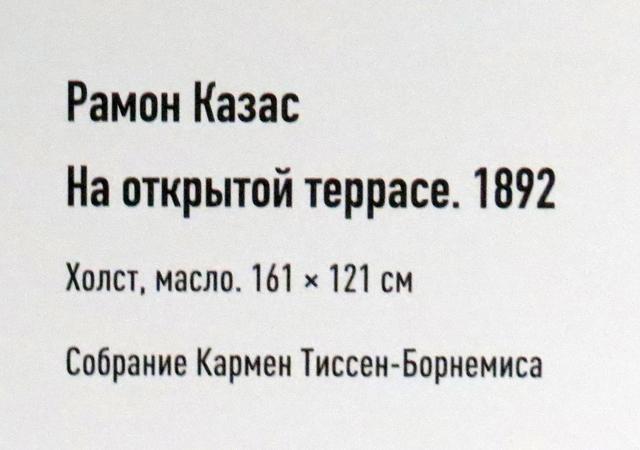 Рамон Казас
На открытой террасе. 1892
Холст, масло. 161 × 121 см
Собрание Кармен Тиссен-Борнемиса